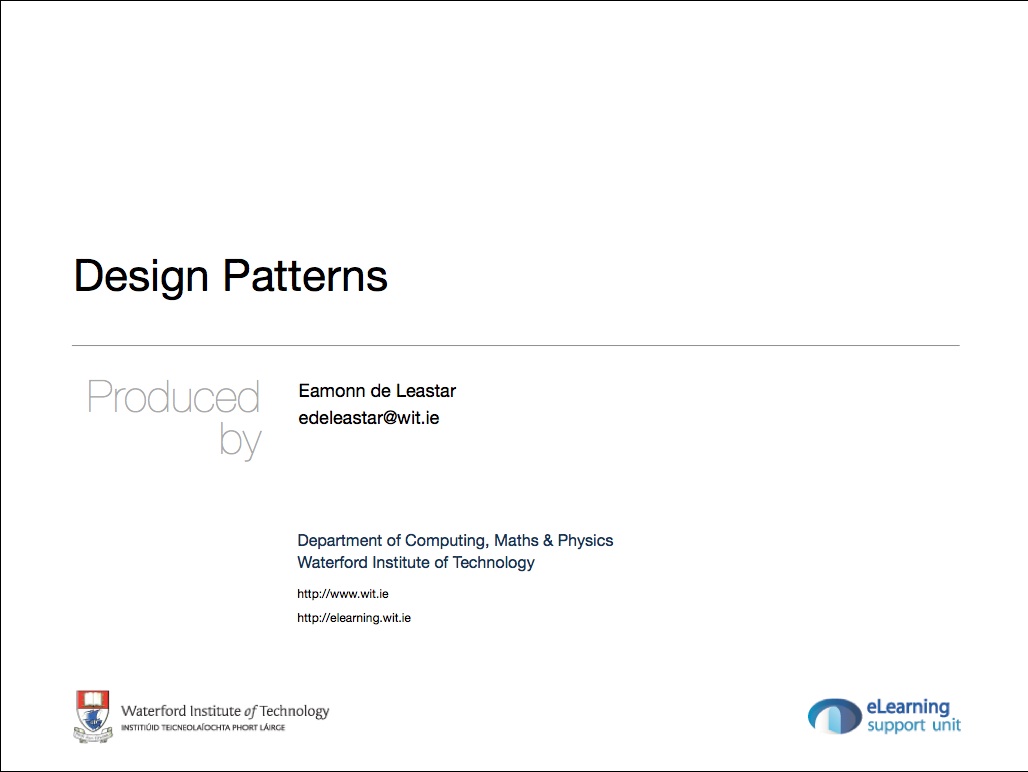 Design Patterns
Produced
by
Eamonn de Leastar
edeleastar@wit.ie
Department of Computing, Maths & Physics
Waterford Institute of Technology
http://www.wit.ie
http://elearning.wit.ie
Waterford Institute of Technology
INSTITIÚID TEICNEOLAÍOCHTA PHORT LÁIRGE
eLearning
support unit